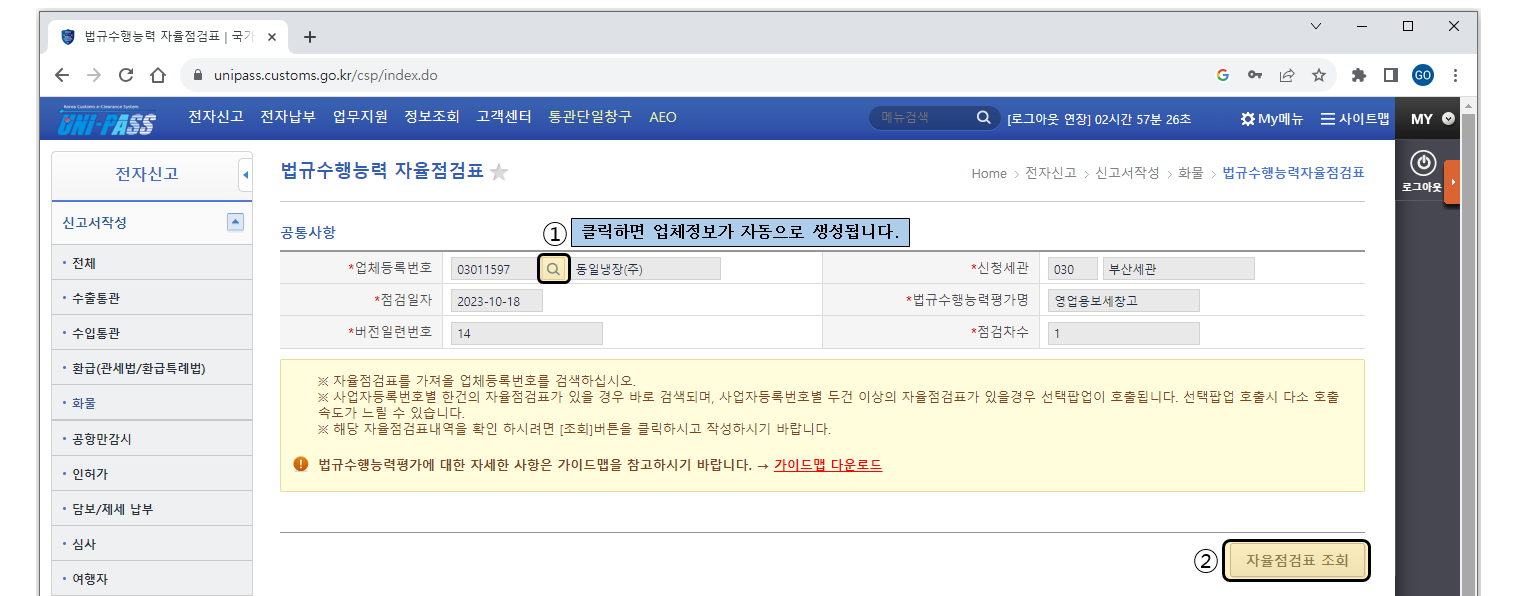 법규수행능력 자율점검표 | 국가
unipass.customs.go.kr/csp/index.do
GO
Korea Customs e-Clearance System
UNI-PASS
전자신고 전자납부 업무지원 정보조회 고객센터 통관단일창구 AEO
메뉴검색
[로그아웃 연장] 02시간 57분 26초
My메뉴
사이트맵
MY
로그아웃
전자신고
신고서작성
· 전체
· 수출통관
· 수입통관
· 환급(관세법/환급특례법)
· 화물
· 공항만감시
· 인허가
· 담보/제세 납부
· 심사
· 여행자
법규수행능력 자율점검표
Home > 전자신고 > 신고서작성 > 화물 > 법규수행능력자율점검표
공통사항
① 클릭하면 업체정보가 자동으로 생성됩니다.
*업체등록번호 03011597 동일냉장(주) *신청세관 030 부산세관
*점검일자 2023-10-18 *법규수행능력평가명 영업용보세창고
*버전일련번호 14 *점검차수 1
※ 자율점검표를 가져올 업체등록번호를 검색하십시오.
※ 사업자등록번호별 한건의 자율점검표가 있을 경우 바로 검색되며, 사업자등록번호별 두건 이상의 자율점검표가 있을경우 선택팝업이 호출됩니다. 선택팝업 호출시 다소 호출
속도가 느릴 수 있습니다.
※ 해당 자율점검표내역을 확인 하시려면 [조회]버튼을 클릭하시고 작성하시기 바랍니다.
법규수행능력평가에 대한 자세한 사항은 가이드맵을 참고하시기 바랍니다. → 가이드맵 다운로드
② 자율점검표 조회